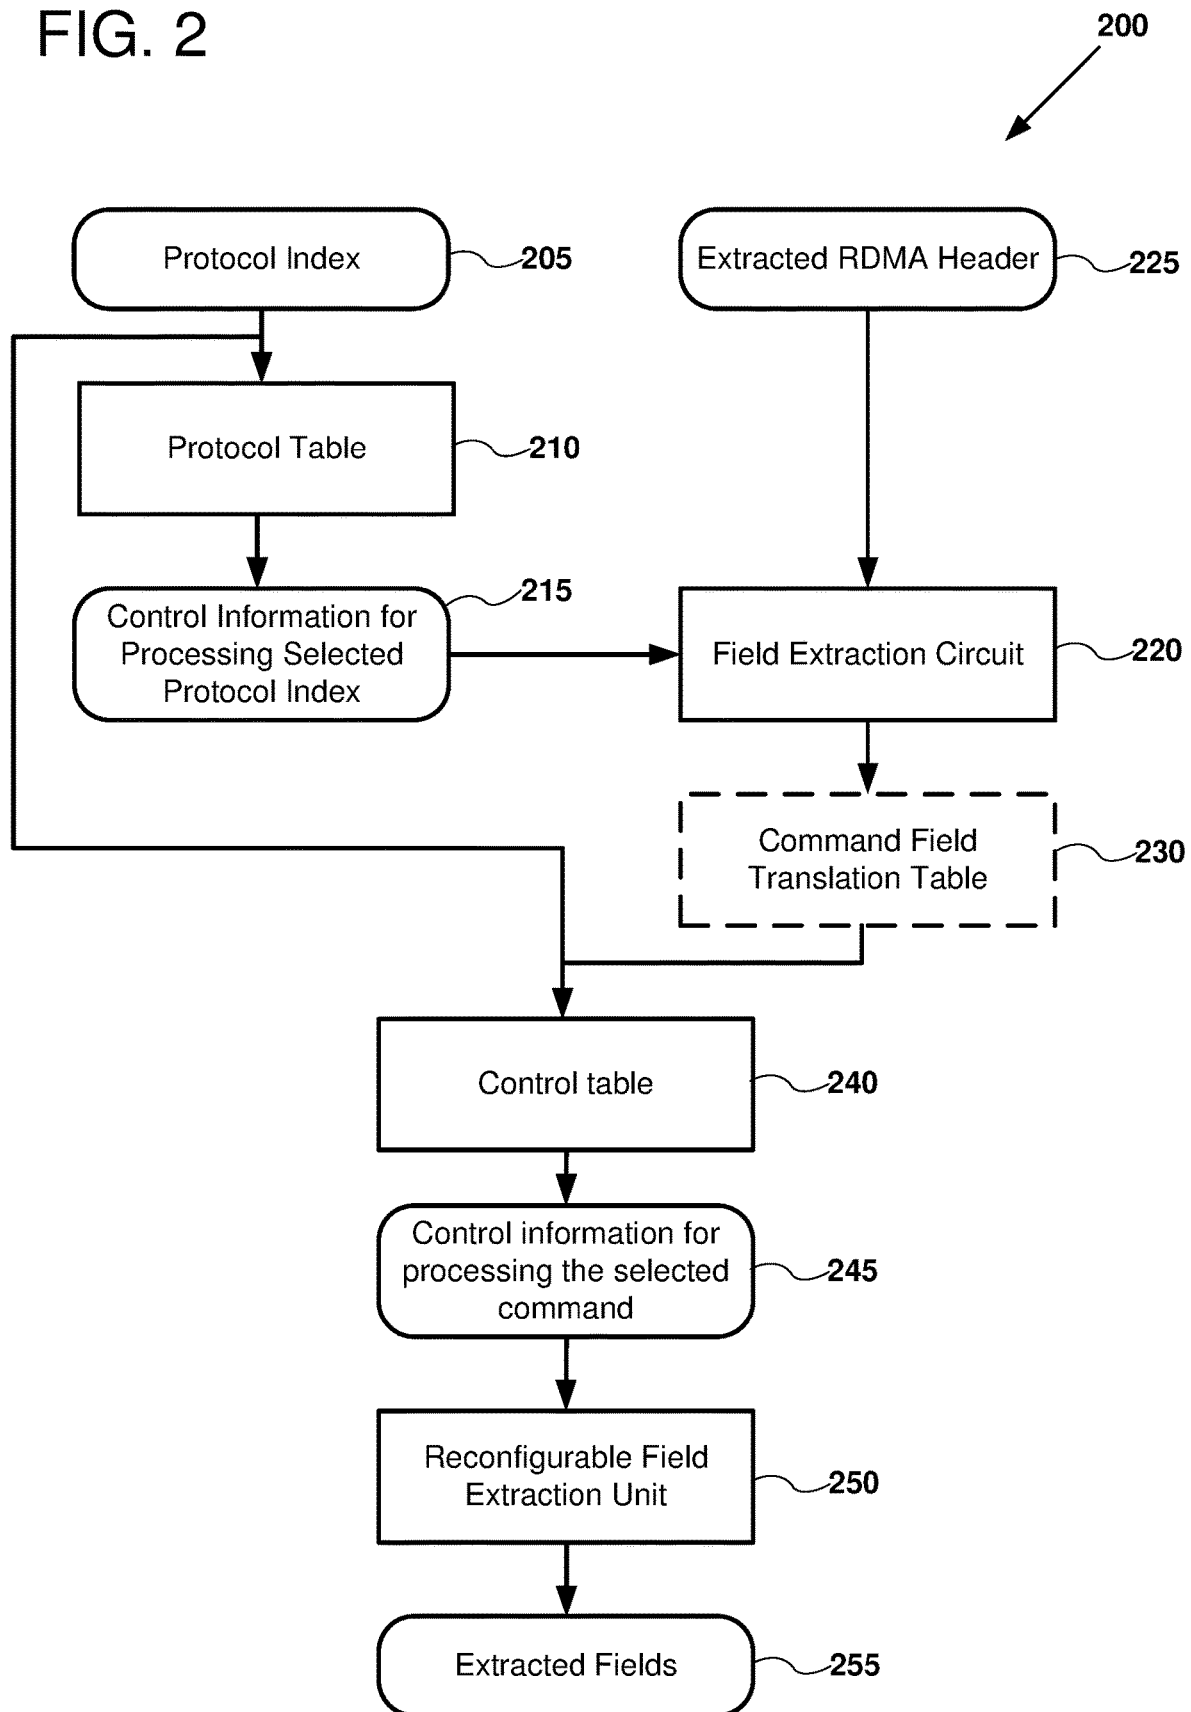 FIG. 2
200
Protocol Index
205
Extracted RDMA Header
225
Protocol Table
210
Control Information for
Processing Selected
Protocol Index
215
Field Extraction Circuit
220
Command Field
Translation Table
230
Control table
240
Control information for
processing the selected
command
245
Reconfigurable Field
Extraction Unit
250
Extracted Fields
255